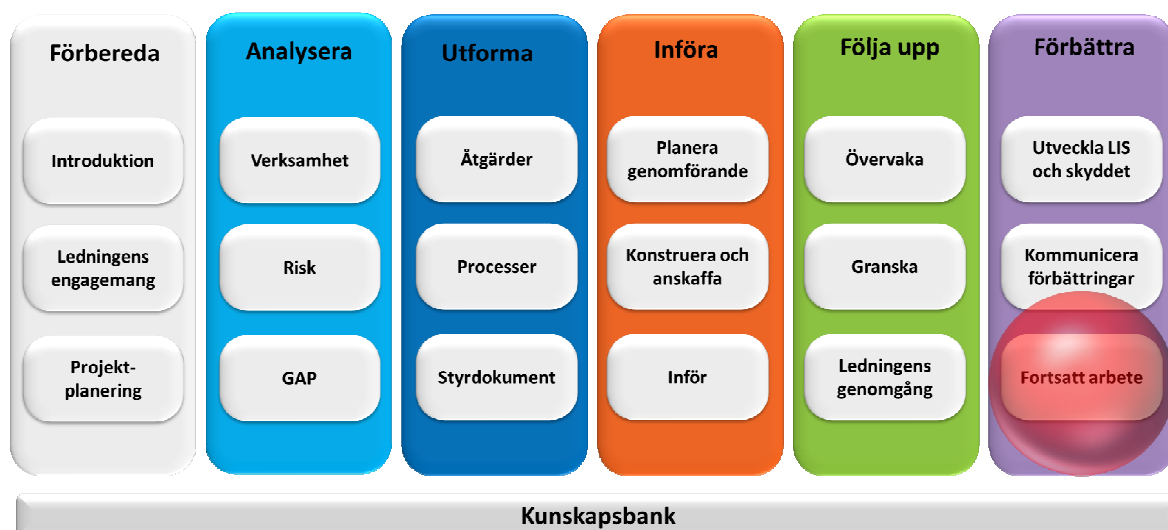 Förbereda
Introduktion
Ledningens
engagemang
Projekt-
planering
Analysera
Verksamhet
Risk
GAP
Utforma
Åtgärder
Processer
Styrdokument
Införa
Planera
genomförande
Konstruera och
anskaffa
Inför
Följa upp
Övervaka
Granska
Ledningens
genomgång
Förbättra
Utveckla LIS
och skyddet
Kommunicera
förbättringar
Fortsatt arbete
Kunskapsbank